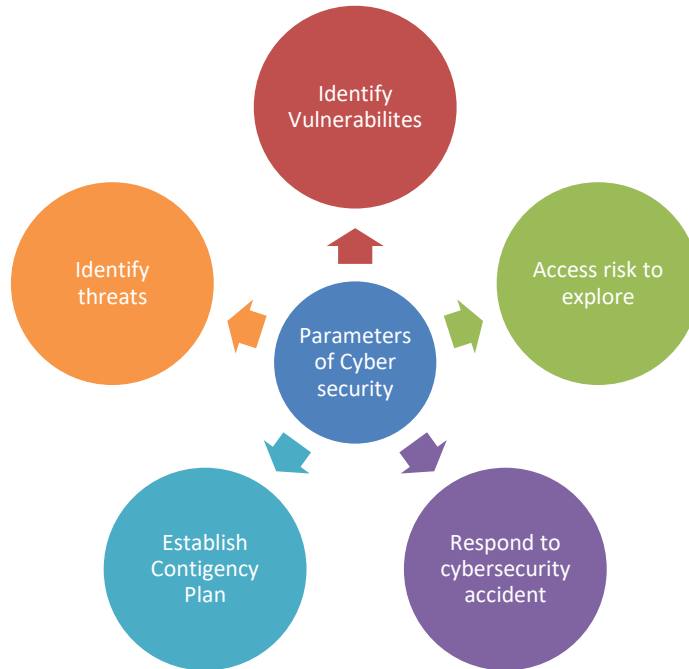 Identify
Vulnerabilites
Identify
threats
Access risk to
explore
Parameters
of Cyber
security
Establish
Contigency
Plan
Respond to
cybersecurity
accident